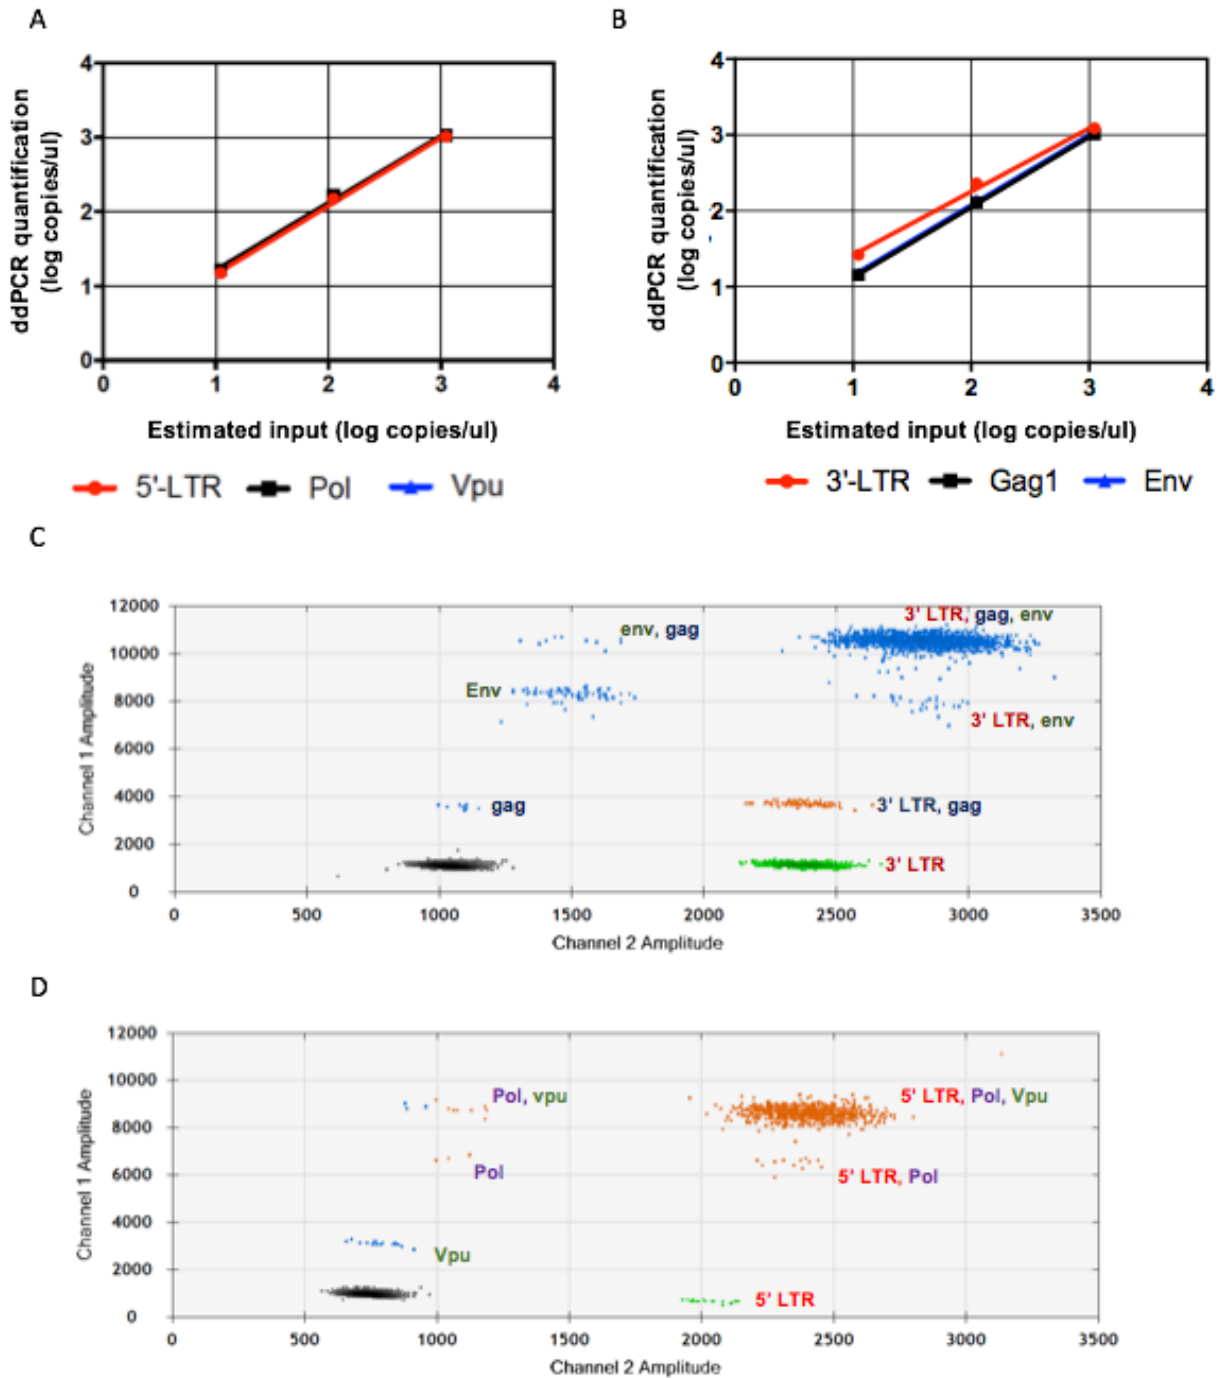 A
B
4
3
2
1
0
0 1 2 3 4
ddPCR quantification
(log copies/ul)
Estimated input (log copies/ul)
5'-LTR Pol Vpu
4
3
2
1
0
0 1 2 3 4
ddPCR quantification
(log copies/ul)
Estimated input (log copies/ul)
3'-LTR Gag1 Env
C
12000
10000
8000
6000
4000
2000
0
Channel 1 Amplitude
3' LTR, gag, env
env, gag
Env
3' LTR, env
gag
3' LTR, gag
3' LTR
0 500 1000 1500 2000 2500 3000 3500
Channel 2 Amplitude
D
12000
10000
8000
6000
4000
2000
0
Channel 1 Amplitude
Pol, vpu
5' LTR, Pol, Vpu
Pol
5' LTR, Pol
Vpu
5' LTR
0 500 1000 1500 2000 2500 3000 3500
Channel 2 Amplitude